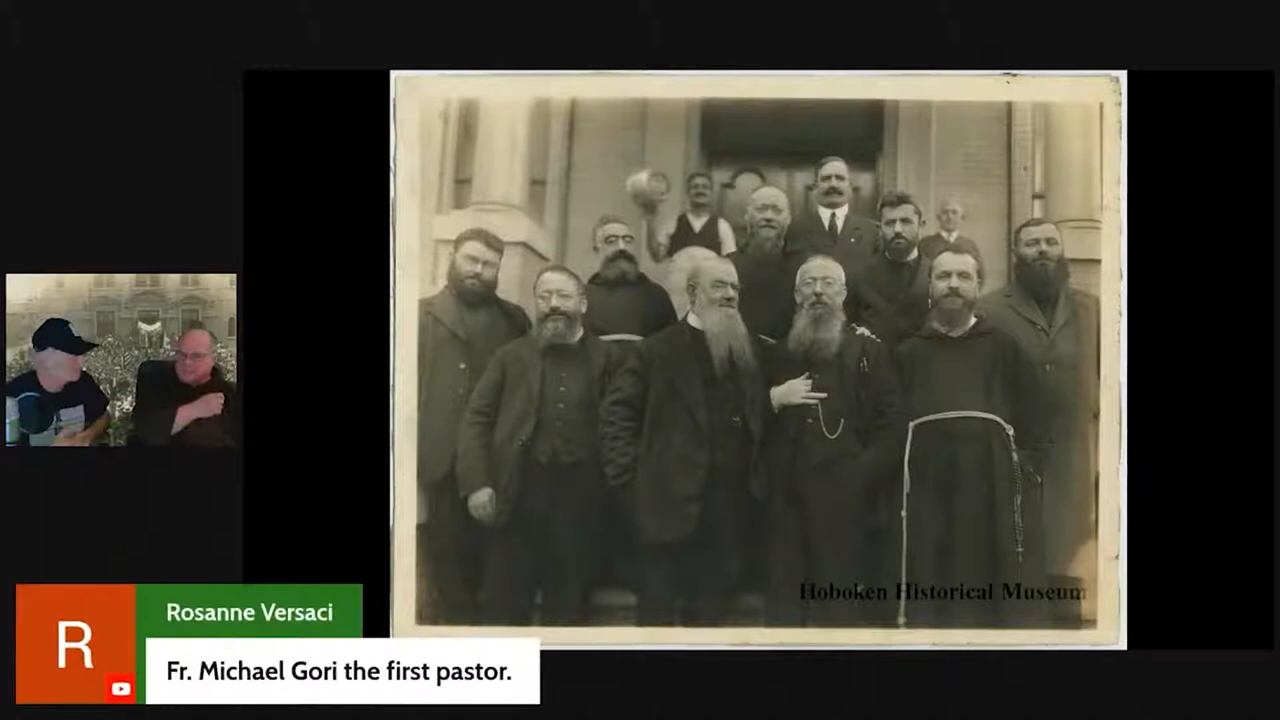 Hoboken Historical Museum
R
Rosanne Versaci
Fr. Michael Gori the first pastor.